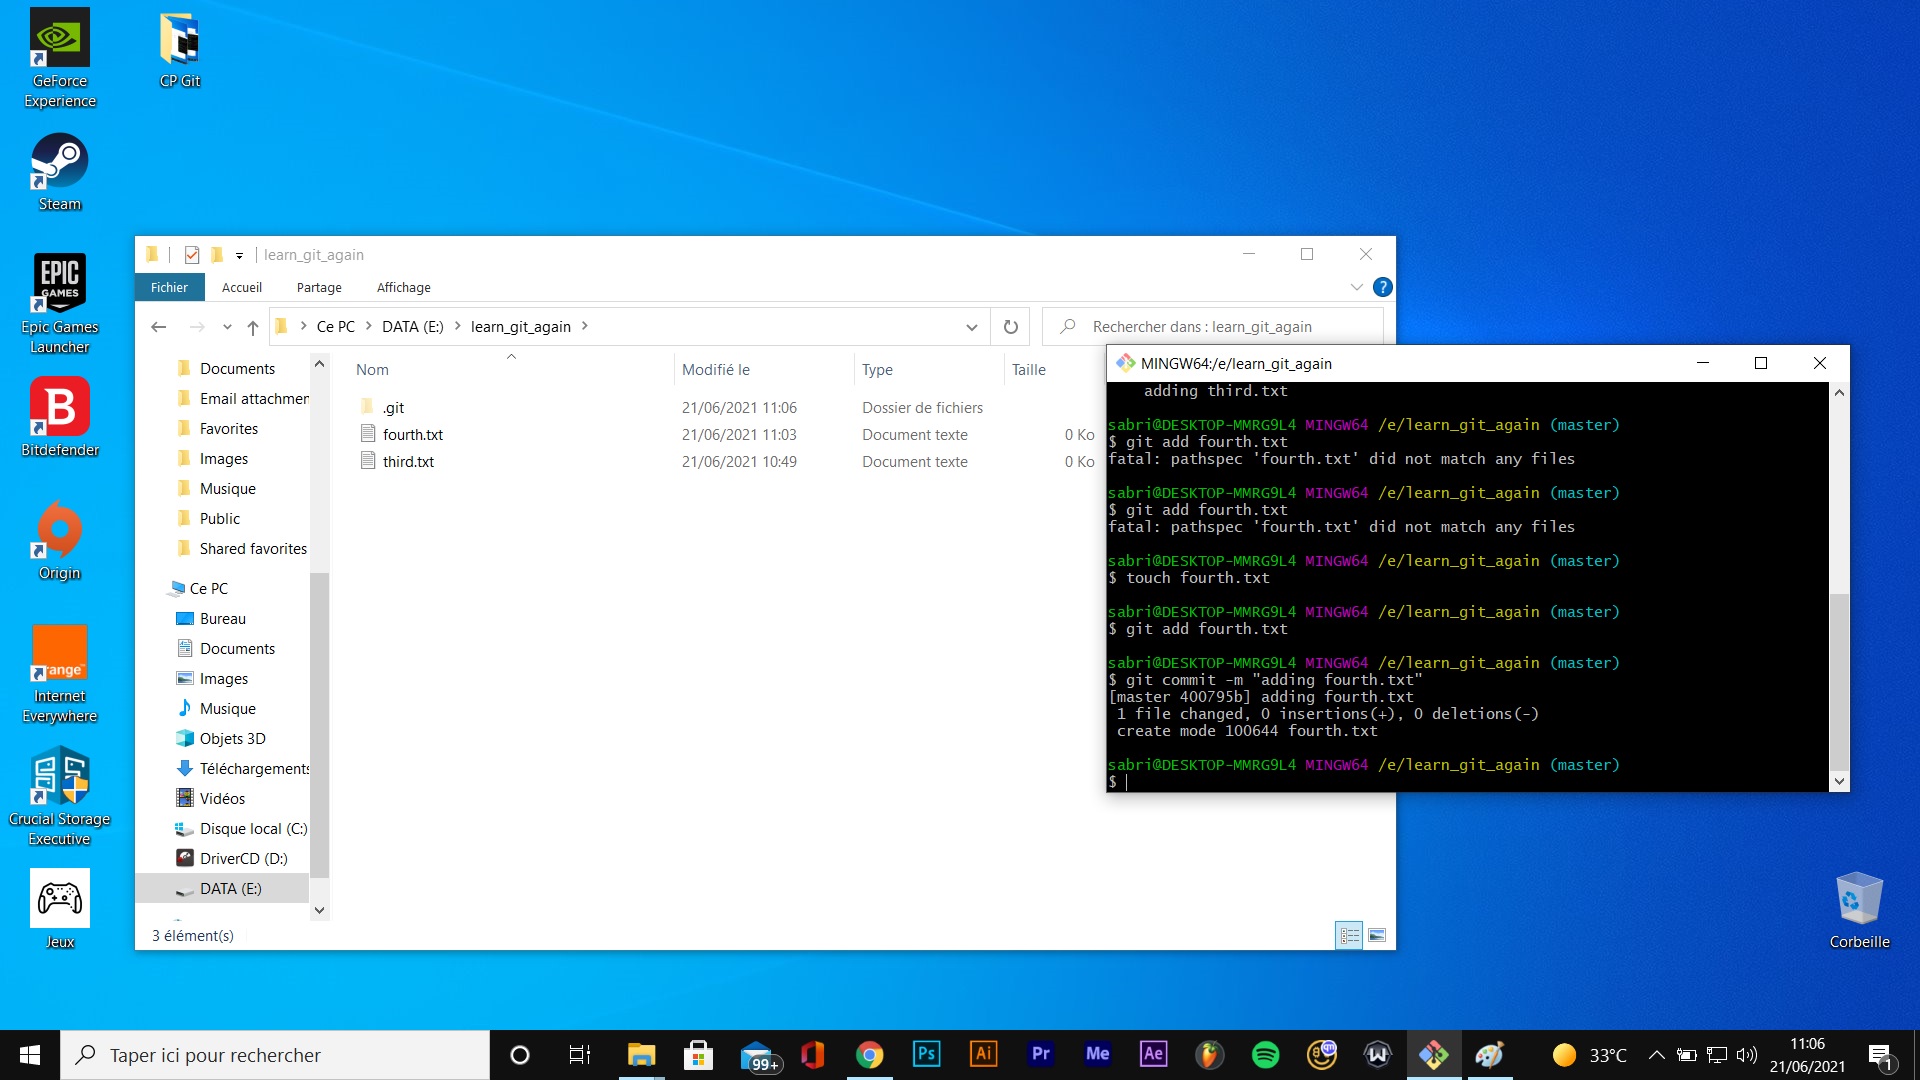 GeForce
Experience
CP Git
Steam
EPIC
GAMES
Epic Games
Launcher
B
Bitdefender
Origin
range™
Internet
Everywhere
Crucial Storage
Executive
Jeux
learn_git_again
Fichier
Accueil
Partage
Affichage
?
Ce PC
DATA (E:)
learn_git_again
Rechercher dans : learn_git_again
Documents
Email attachmen
Favorites
Images
Musique
Public
Shared favorites
Ce PC
Bureau
Documents
Images
Musique
Objets 3D
Téléchargements
Vidéos
Disque local (C:)
DriverCD (D:)
DATA (E:)
Nom Modifié le Type Taille
.git 21/06/2021 11:06 Dossier de fichiers
fourth.txt 21/06/2021 11:03 Document texte 0 Ko
third.txt 21/06/2021 10:49 Document texte 0 Ko
3 élément(s)
MINGW64:/e/learn_git_again
adding third.txt
sabri@DESKTOP-MMRG9L4 MINGW64 /e/learn_git_again (master)
$ git add fourth.txt
fatal: pathspec 'fourth.txt' did not match any files
sabri@DESKTOP-MMRG9L4 MINGW64 /e/learn_git_again (master)
$ git add fourth.txt
fatal: pathspec 'fourth.txt' did not match any files
sabri@DESKTOP-MMRG9L4 MINGW64 /e/learn_git_again (master)
$ touch fourth.txt
sabri@DESKTOP-MMRG9L4 MINGW64 /e/learn_git_again (master)
$ git add fourth.txt
sabri@DESKTOP-MMRG9L4 MINGW64 /e/learn_git_again (master)
$ git commit -m "adding fourth.txt"
[master 400795b] adding fourth.txt
1 file changed, 0 insertions(+), 0 deletions(-)
create mode 100644 fourth.txt
sabri@DESKTOP-MMRG9L4 MINGW64 /e/learn_git_again (master)
$
Corbeille
Taper ici pour rechercher
99+
Ps
Ai
Pr
Me
Ae
33°C
11:06
21/06/2021
1